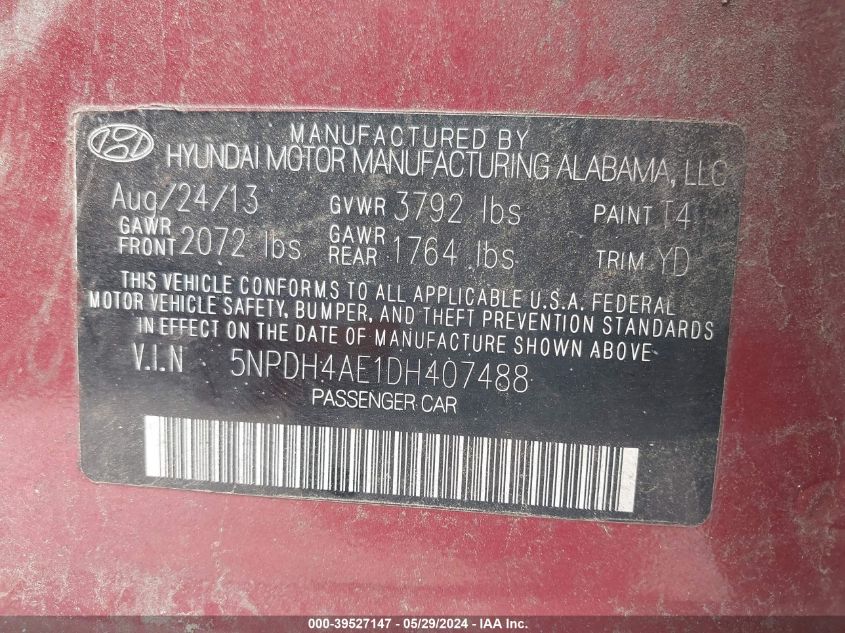 MANUFACTURED BY
HYUNDAI MOTOR MANUFACTURING ALABAMA, LLC
Aug/24/13 GVWR 3792 lbs PAINT T4
GAWR FRONT 2072 lbs GAWR REAR 1764 lbs TRIM YD
THIS VEHICLE CONFORMS TO ALL APPLICABLE U.S.A. FEDERAL
MOTOR VEHICLE SAFETY, BUMPER, AND THEFT PREVENTION STANDARDS
IN EFFECT ON THE DATE OF MANUFACTURE SHOWN ABOVE.
V.I.N 5NPDH4AE1DH407488
PASSENGER CAR
000-39527147 - 05/29/2024 - IAA Inc.